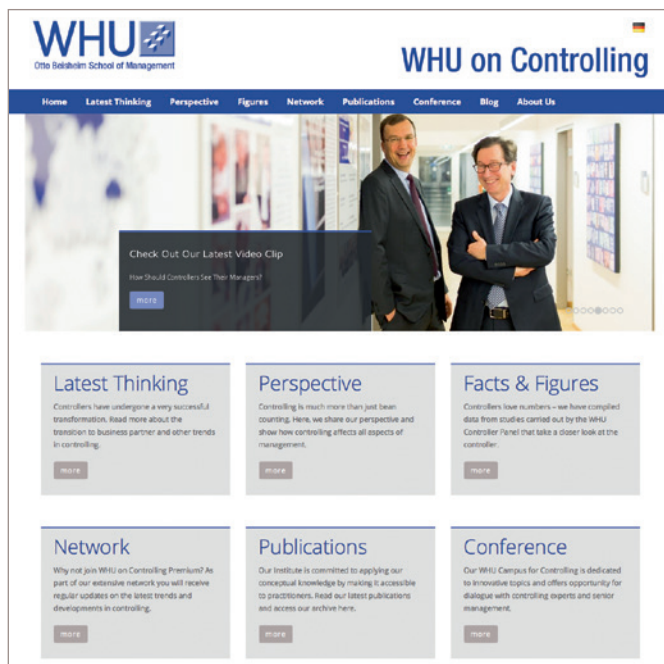 WHU
Otto Beisheim School of Management
WHU on Controlling
Home Latest Thinking Perspective Figures Network Publications Conference Blog About Us
Check Out Our Latest Video Clip
How Should Controllers See Their Managers?
more
Latest Thinking
Controllers have undergone a very successful
transformation. Read more about the
transition to business partner and other trends
in controlling.
more
Perspective
Controlling is much more than just bean
counting. Here, we share our perspective and
show how controlling affects all aspects of
management.
more
Facts & Figures
Controllers love numbers – we have compiled
data from studies carried out by the WHU
Controller Panel that take a closer look at the
controller.
more
Network
Why not join WHU on Controlling Premium? As
part of our extensive network you will receive
regular updates on the latest trends and
developments in controlling.
more
Publications
Our Institute is committed to applying our
conceptual knowledge by making it accessible
to practitioners. Read our latest publications
and access our archive here.
more
Conference
Our WHU Campus for Controlling is dedicated
to innovative topics and offers opportunity for
dialogue with controlling experts and senior
management.
more